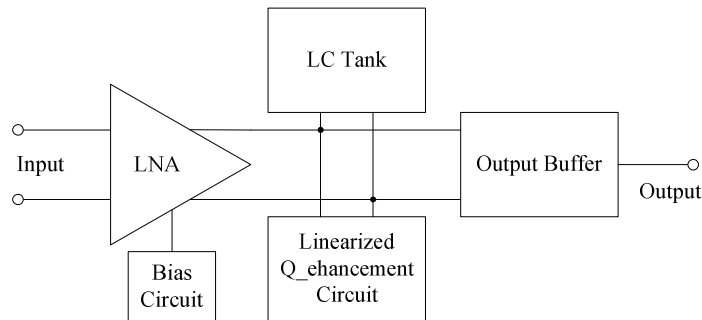 LC Tank
Input
LNA
Output Buffer
Output
Bias
Circuit
Linearized
Q_ehancement
Circuit